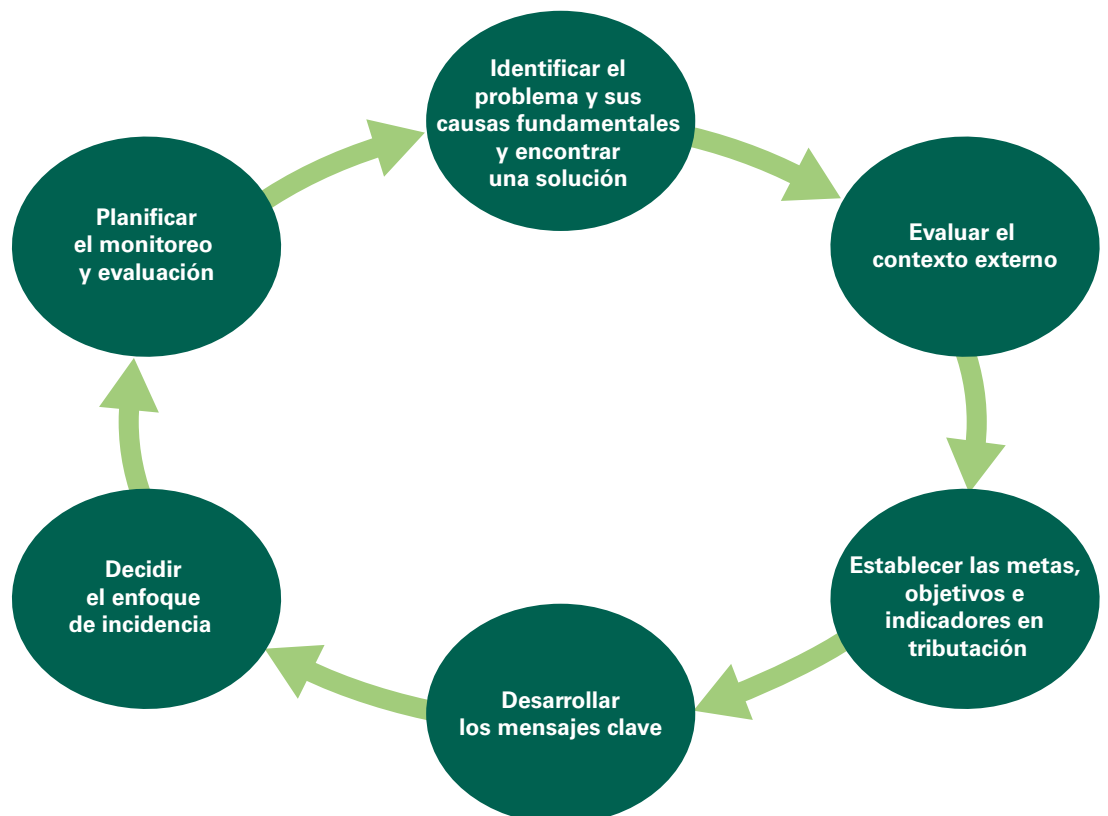 Identificar el
problema y sus
causas fundamentales
y encontrar
una solución
Evaluar el
contexto externo
Establecer las metas,
objetivos e
indicadores en
tributación
Desarrollar
los mensajes clave
Decidir
el enfoque
de incidencia
Planificar
el monitoreo
y evaluación